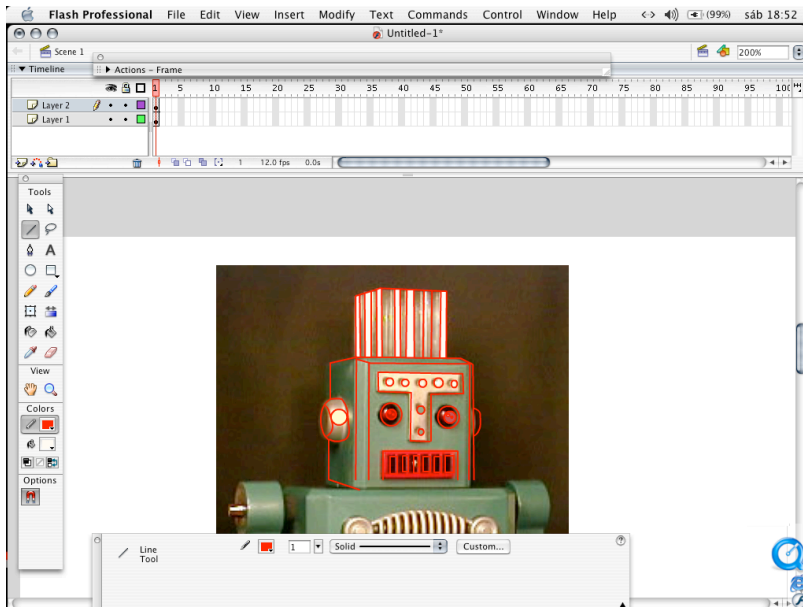 Flash Professional File Edit View Insert Modify Text Commands Control Window Help (99%) sáb 18:52
Untitled-1*
Scene 1 200%
Timeline
Actions - Frame
1 5 10 15 20 25 30 35 40 45 50 55 60 65 70 75 80 85 90 95 100
Layer 2
Layer 1
1 12.0 fps 0.0s
Tools
A
View
Colors
Options
Line
Tool
1 Solid Custom...
?